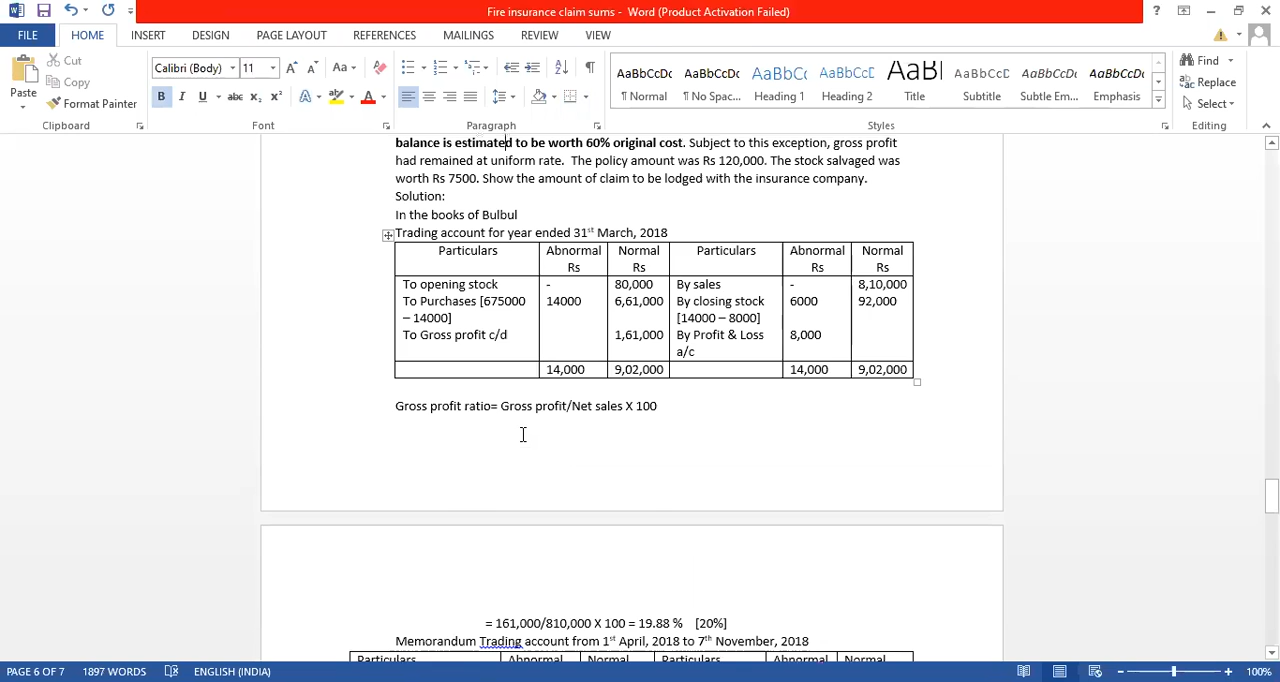 Fire insurance claim sums - Word (Product Activation Failed)
FILE HOME INSERT DESIGN PAGE LAYOUT REFERENCES MAILINGS REVIEW VIEW
Paste
Cut
Copy
Format Painter
Clipboard
Calibri (Body) 11
Font
Paragraph
AaBbCcDc AaBbCcDc AaBbCc AaBbCcD AaBl AaBbCcD AaBbCcDc AaBbCcDc
¶ Normal ¶ No Spac... Heading 1 Heading 2 Title Subtitle Subtle Em... Emphasis
Styles
Find
Replace
Select
Editing
balance is estimated to be worth 60% original cost. Subject to this exception, gross profit
had remained at uniform rate. The policy amount was Rs 120,000. The stock salvaged was
worth Rs 7500. Show the amount of claim to be lodged with the insurance company.
Solution:
In the books of Bulbul
Trading account for year ended 31st March, 2018
Particulars Abnormal Normal Particulars Abnormal Normal
Rs Rs Rs Rs
To opening stock - 80,000 By sales - 8,10,000
To Purchases [675000 14000 6,61,000 By closing stock 6000 92,000
– 14000] [14000 – 8000]
To Gross profit c/d 1,61,000 By Profit & Loss 8,000
a/c
14,000 9,02,000 14,000 9,02,000
Gross profit ratio= Gross profit/Net sales X 100
= 161,000/810,000 X 100 = 19.88 % [20%]
Memorandum Trading account from 1st April, 2018 to 7th November, 2018
Particulars Abnormal Normal Particulars Abnormal Normal
PAGE 6 OF 7 1897 WORDS ENGLISH (INDIA) 100%